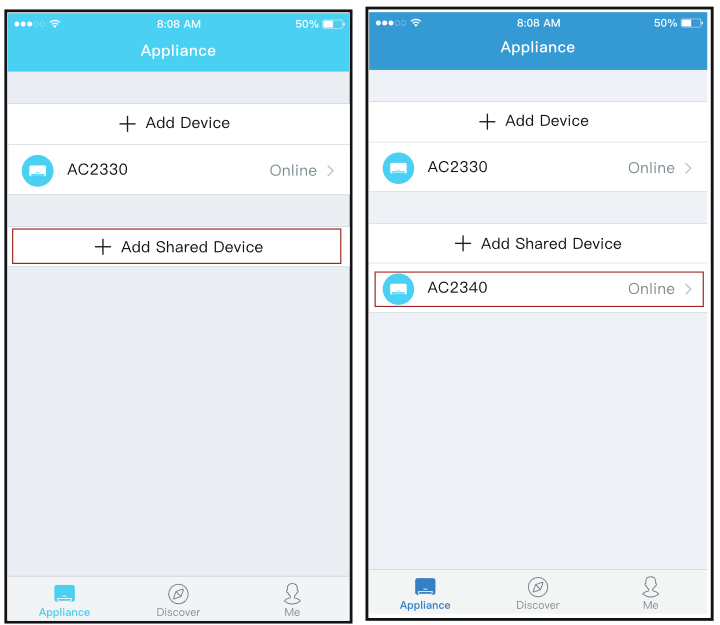 8:08 AM
50%
Appliance
Add Device
AC2330
Online
Add Shared Device
Appliance
Discover
Me
8:08 AM
50%
Appliance
Add Device
AC2330
Online
Add Shared Device
AC2340
Online
Appliance
Discover
Me